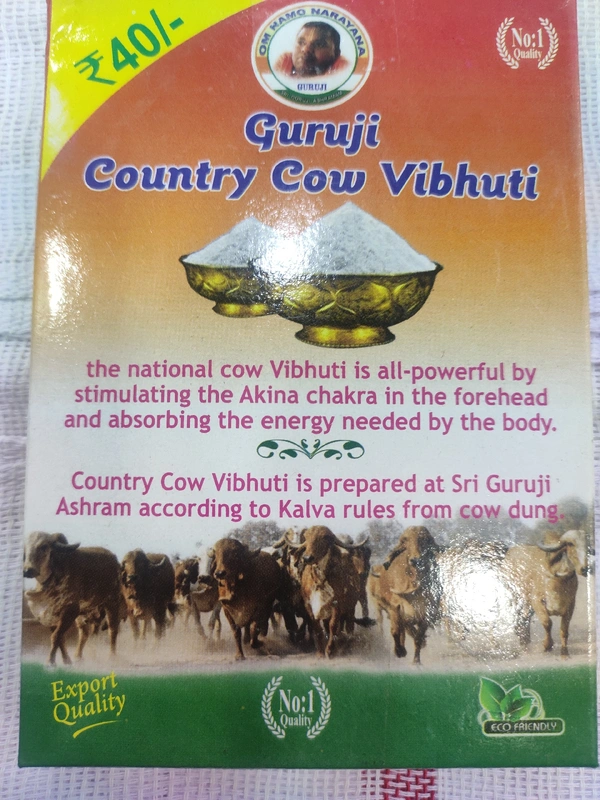 ₹40/-
OM NAMO NARAYANA
GURUJI
No:1
Quality
Guruji
Country Cow Vibhuti
the national cow Vibhuti is all-powerful by
stimulating the Akina chakra in the forehead
and absorbing the energy needed by the body.
Country Cow Vibhuti is prepared at Sri Guruji
Ashram according to Kalva rules from cow dung.
Export
Quality
No:1
Quality
ECO FRIENDLY